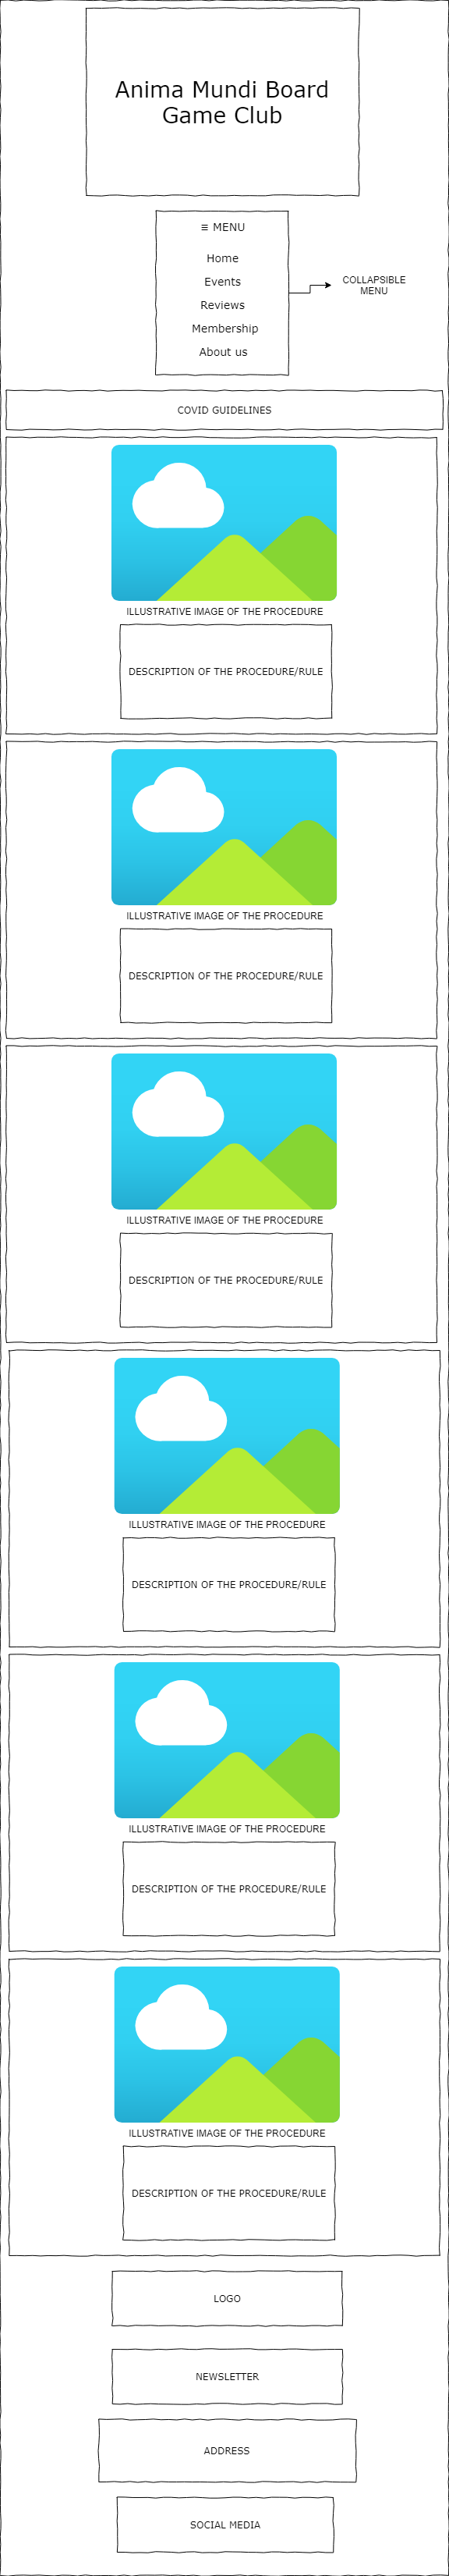 Anima Mundi Board
Game Club
≡ MENU
Home
Events
Reviews
Membership
About us
COLLAPSIBLE
MENU
COVID GUIDELINES
ILLUSTRATIVE IMAGE OF THE PROCEDURE
DESCRIPTION OF THE PROCEDURE/RULE
ILLUSTRATIVE IMAGE OF THE PROCEDURE
DESCRIPTION OF THE PROCEDURE/RULE
ILLUSTRATIVE IMAGE OF THE PROCEDURE
DESCRIPTION OF THE PROCEDURE/RULE
ILLUSTRATIVE IMAGE OF THE PROCEDURE
DESCRIPTION OF THE PROCEDURE/RULE
ILLUSTRATIVE IMAGE OF THE PROCEDURE
DESCRIPTION OF THE PROCEDURE/RULE
ILLUSTRATIVE IMAGE OF THE PROCEDURE
DESCRIPTION OF THE PROCEDURE/RULE
LOGO
NEWSLETTER
ADDRESS
SOCIAL MEDIA